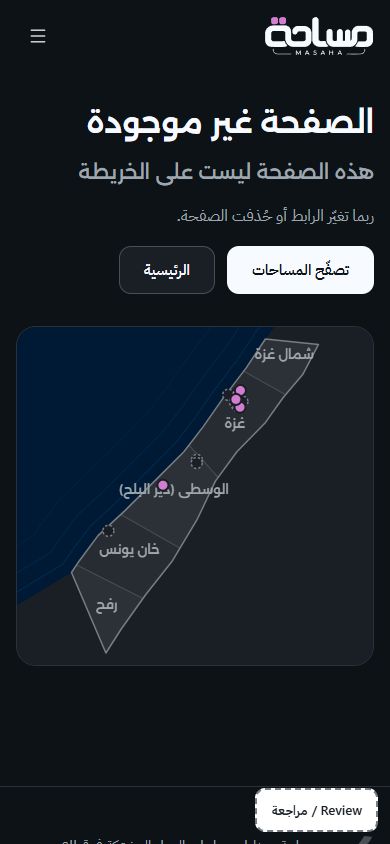 مساحة
MASAHA
الصفحة غير موجودة
هذه الصفحة ليست على الخريطة
ربما تغيّر الرابط أو حُذفت الصفحة.
تصفّح المساحات
الرئيسية
شمال غزة
غزة
الوسطى (دير البلح)
خان يونس
رفح
Review / مراجعة